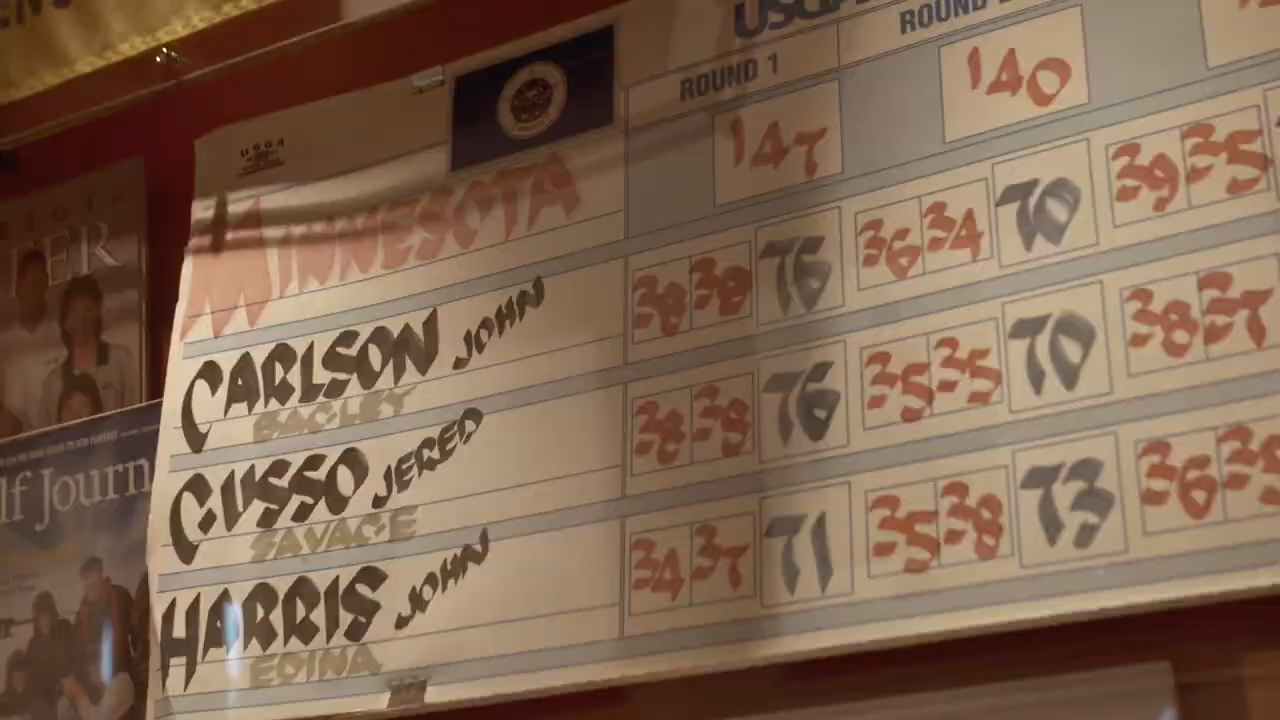 ROUND 1
ROUND
147 140
USGA
MINNESOTA
38 38 76 36 34 70 39 35
CARLSON JOHN
BAGLEY
38 38 76 35 35 70 38 37
GUSSO JERED
SAVAGE
34 37 71 35 38 73 36
HARRIS JOHN
EDINA
lf Journ